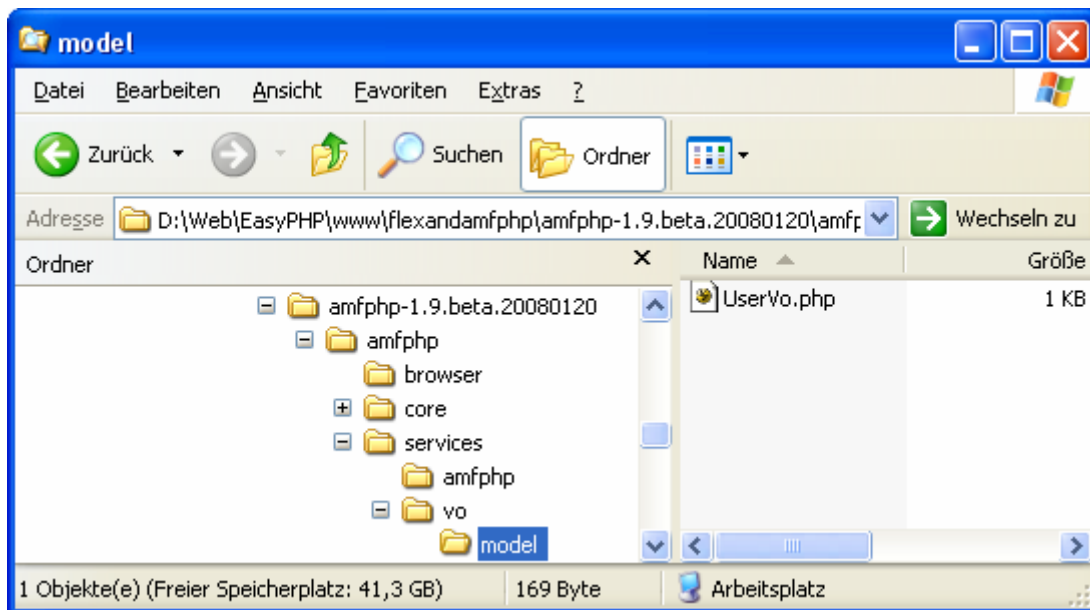 model
Datei Bearbeiten Ansicht Favoriten Extras ?
Zurück Suchen Ordner
Adresse D:\Web\EasyPHP\www\flexandamfphp\amfphp-1.9.beta.20080120\amfp Wechseln zu
Ordner
Name Größe
UserVo.php 1 KB
amfphp-1.9.beta.20080120
amfphp
browser
core
services
amfphp
vo
model
1 Objekte(e) (Freier Speicherplatz: 41,3 GB) 169 Byte Arbeitsplatz